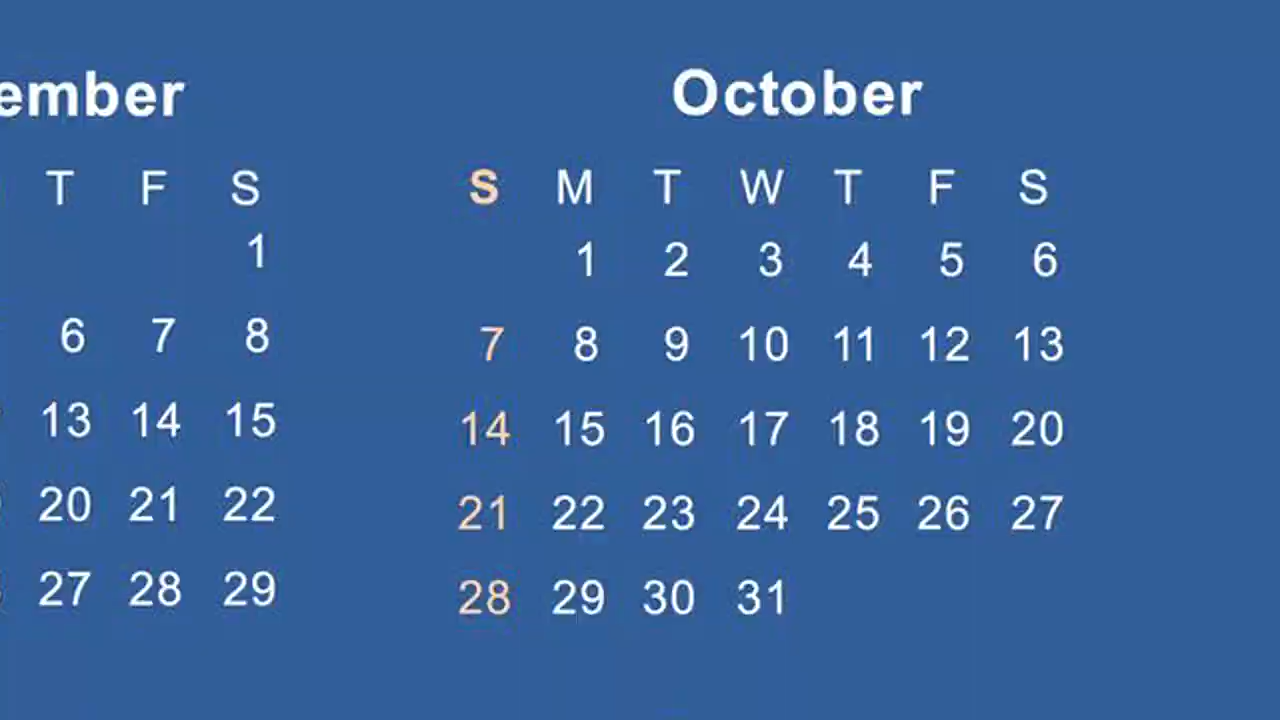 ember
T F S
1
6 7 8
13 14 15
20 21 22
27 28 29
October
S M T W T F S
1 2 3 4 5 6
7 8 9 10 11 12 13
14 15 16 17 18 19 20
21 22 23 24 25 26 27
28 29 30 31